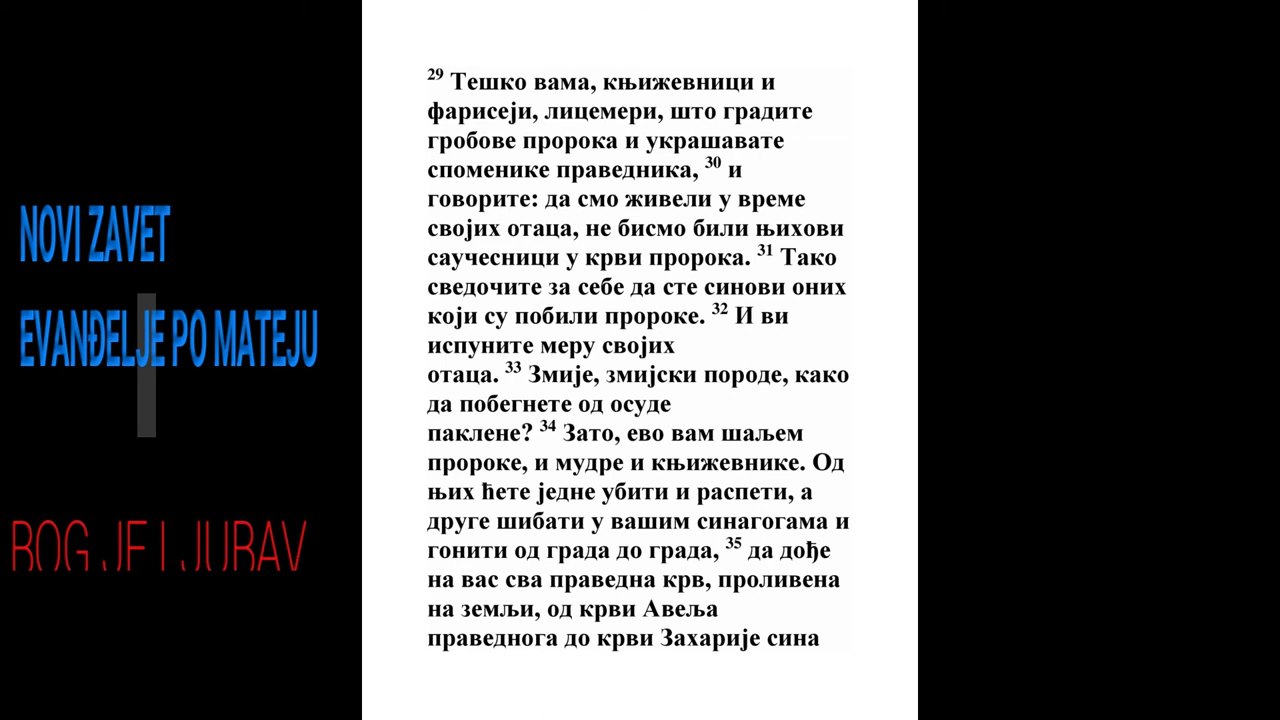 NOVI ZAVET
EVANĐELJE PO MATEJU
BOG JE LJUBAV
29 Тешко вама, књижевници и
фарисеји, лицемери, што градите
гробове пророка и украшавате
споменике праведника, 30 и
говорите: да смо живели у време
својих отаца, не бисмо били њихови
саучесници у крви пророка. 31 Тако
сведочите за себе да сте синови оних
који су побили пророке. 32 И ви
испуните меру својих
отаца. 33 Змије, змијски породе, како
да побегнете од осуде
паклене? 34 Зато, ево вам шаљем
пророке, и мудре и књижевнике. Од
њих ћете једне убити и распети, а
друге шибати у вашим синагогама и
гонити од града до града, 35 да дође
на вас сва праведна крв, проливена
на земљи, од крви Авеља
праведнога до крви Захарије сина